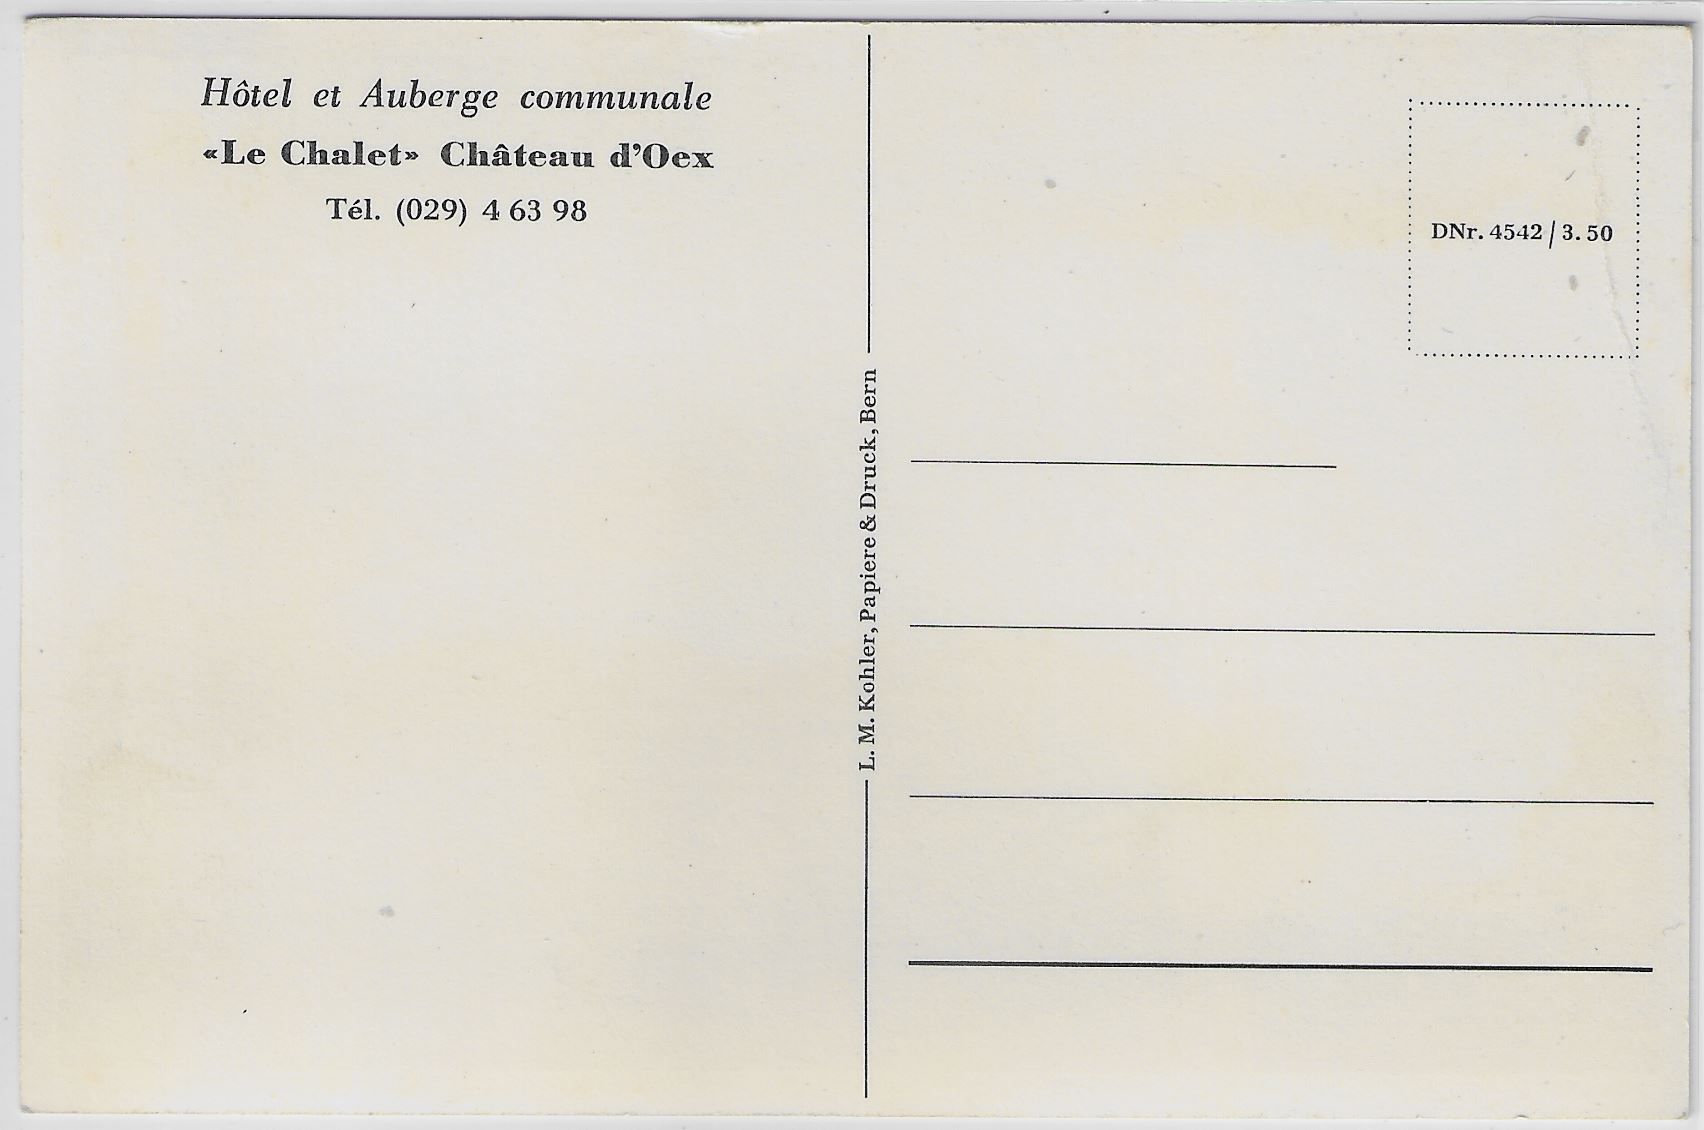 Hôtel et Auberge communale
«Le Chalet» Château d'Oex
Tél. (029) 4 63 98
L. M. Kohler, Papiere & Druck, Bern
DNr. 4542 / 3.50